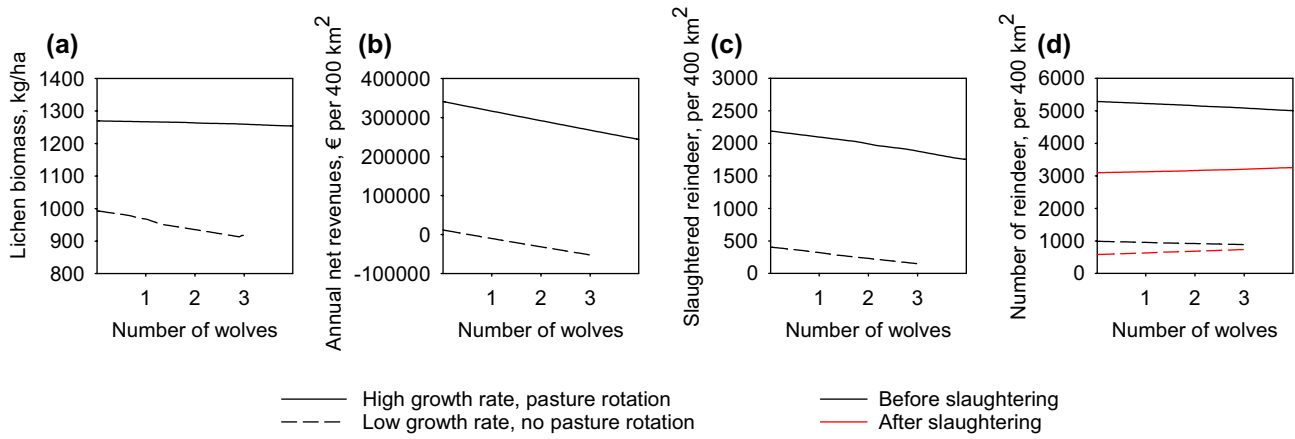 (a)
Lichen biomass, kg/ha
1400
1300
1200
1100
1000
900
800
1
2
3
Number of wolves
(b)
Annual net revenues, € per 400 km²
400000
300000
200000
100000
0
-100000
1
2
3
Number of wolves
(c)
Slaughtered reindeer, per 400 km²
3000
2500
2000
1500
1000
500
0
1
2
3
Number of wolves
(d)
Number of reindeer, per 400 km²
6000
5000
4000
3000
2000
1000
0
1
2
3
Number of wolves
High growth rate, pasture rotation
Low growth rate, no pasture rotation
Before slaughtering
After slaughtering